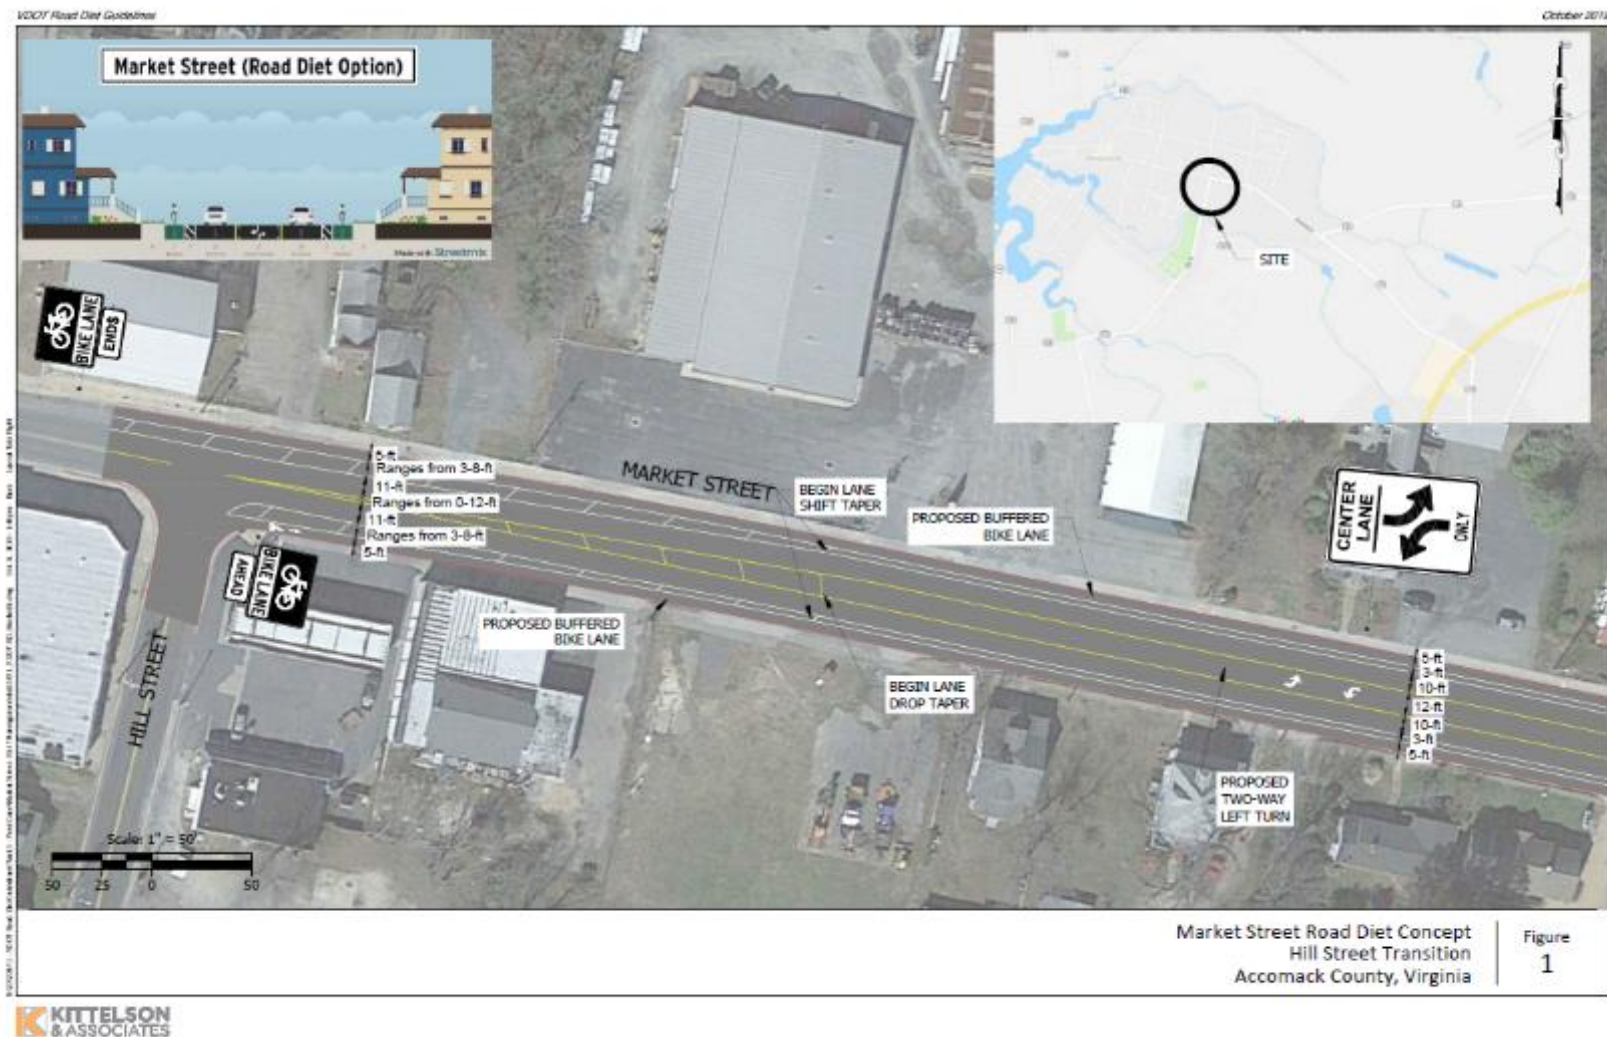 VDOT Road Diet Guidelines
Market Street (Road Diet Option)
Made with Streetmix
SITE
BIKE LANE
ENDS
5-ft
Ranges from 3-8-ft
11-ft
Ranges from 0-12-ft
11-ft
Ranges from 3-8-ft
5-ft
MARKET STREET
BEGIN LANE
SHIFT TAPER
PROPOSED BUFFERED
BIKE LANE
CENTER
LANE
ONLY
BIKE LANE
AHEAD
PROPOSED BUFFERED
BIKE LANE
HILL STREET
BEGIN LANE
DROP TAPER
5-ft
3-ft
10-ft
12-ft
10-ft
3-ft
5-ft
PROPOSED
TWO-WAY
LEFT TURN
Scale: 1" = 50'
50 25 0 50
Market Street Road Diet Concept
Hill Street Transition
Accomack County, Virginia
Figure
1
KITTELSON
& ASSOCIATES